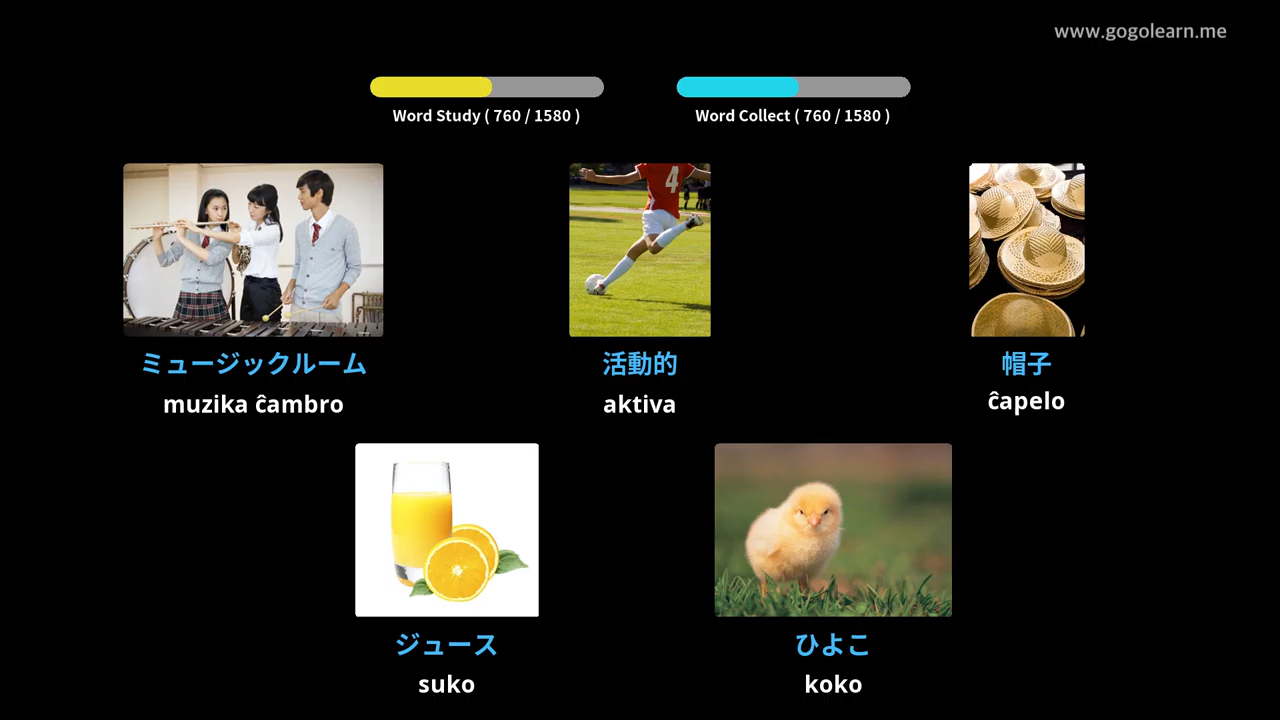 www.gogolearn.me
Word Study ( 760 / 1580 )
Word Collect ( 760 / 1580 )
4
ミュージックルーム
活動的
帽子
muzika ĉambro
aktiva
ĉapelo
ジュース
ひよこ
suko
koko